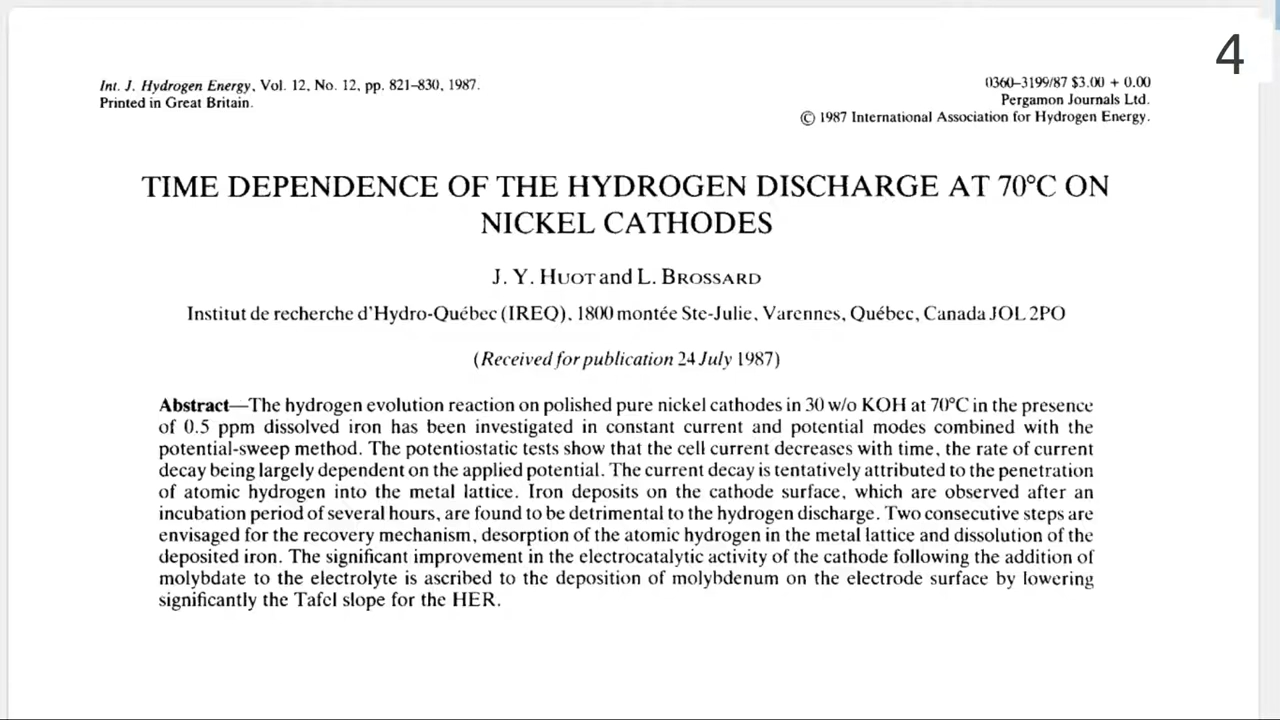 4
Int. J. Hydrogen Energy, Vol. 12, No. 12, pp. 821–830, 1987.
Printed in Great Britain.
0360–3199/87 $3.00 + 0.00
Pergamon Journals Ltd.
© 1987 International Association for Hydrogen Energy.
TIME DEPENDENCE OF THE HYDROGEN DISCHARGE AT 70°C ON
NICKEL CATHODES
J. Y. HUOT and L. BROSSARD
Institut de recherche d'Hydro-Québec (IREQ), 1800 montée Ste-Julie, Varennes, Québec, Canada JOL 2PO
(Received for publication 24 July 1987)
Abstract—The hydrogen evolution reaction on polished pure nickel cathodes in 30 w/o KOH at 70°C in the presence
of 0.5 ppm dissolved iron has been investigated in constant current and potential modes combined with the
potential-sweep method. The potentiostatic tests show that the cell current decreases with time, the rate of current
decay being largely dependent on the applied potential. The current decay is tentatively attributed to the penetration
of atomic hydrogen into the metal lattice. Iron deposits on the cathode surface, which are observed after an
incubation period of several hours, are found to be detrimental to the hydrogen discharge. Two consecutive steps are
envisaged for the recovery mechanism, desorption of the atomic hydrogen in the metal lattice and dissolution of the
deposited iron. The significant improvement in the electrocatalytic activity of the cathode following the addition of
molybdate to the electrolyte is ascribed to the deposition of molybdenum on the electrode surface by lowering
significantly the Tafel slope for the HER.